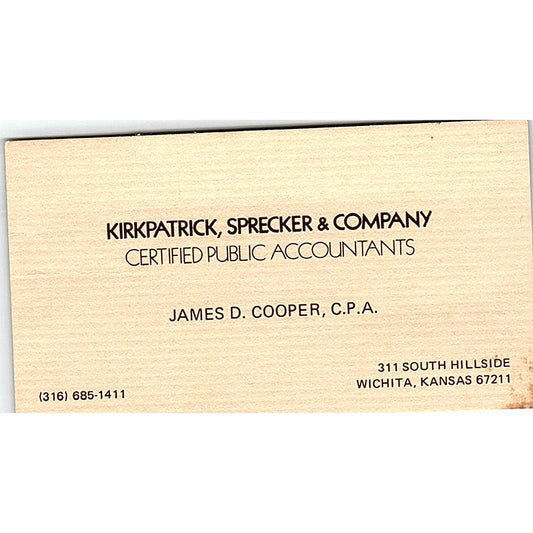 KIRKPATRICK, SPRECKER & COMPANY
CERTIFIED PUBLIC ACCOUNTANTS
JAMES D. COOPER, C.P.A.
(316) 685-1411
311 SOUTH HILLSIDE
WICHITA, KANSAS 67211